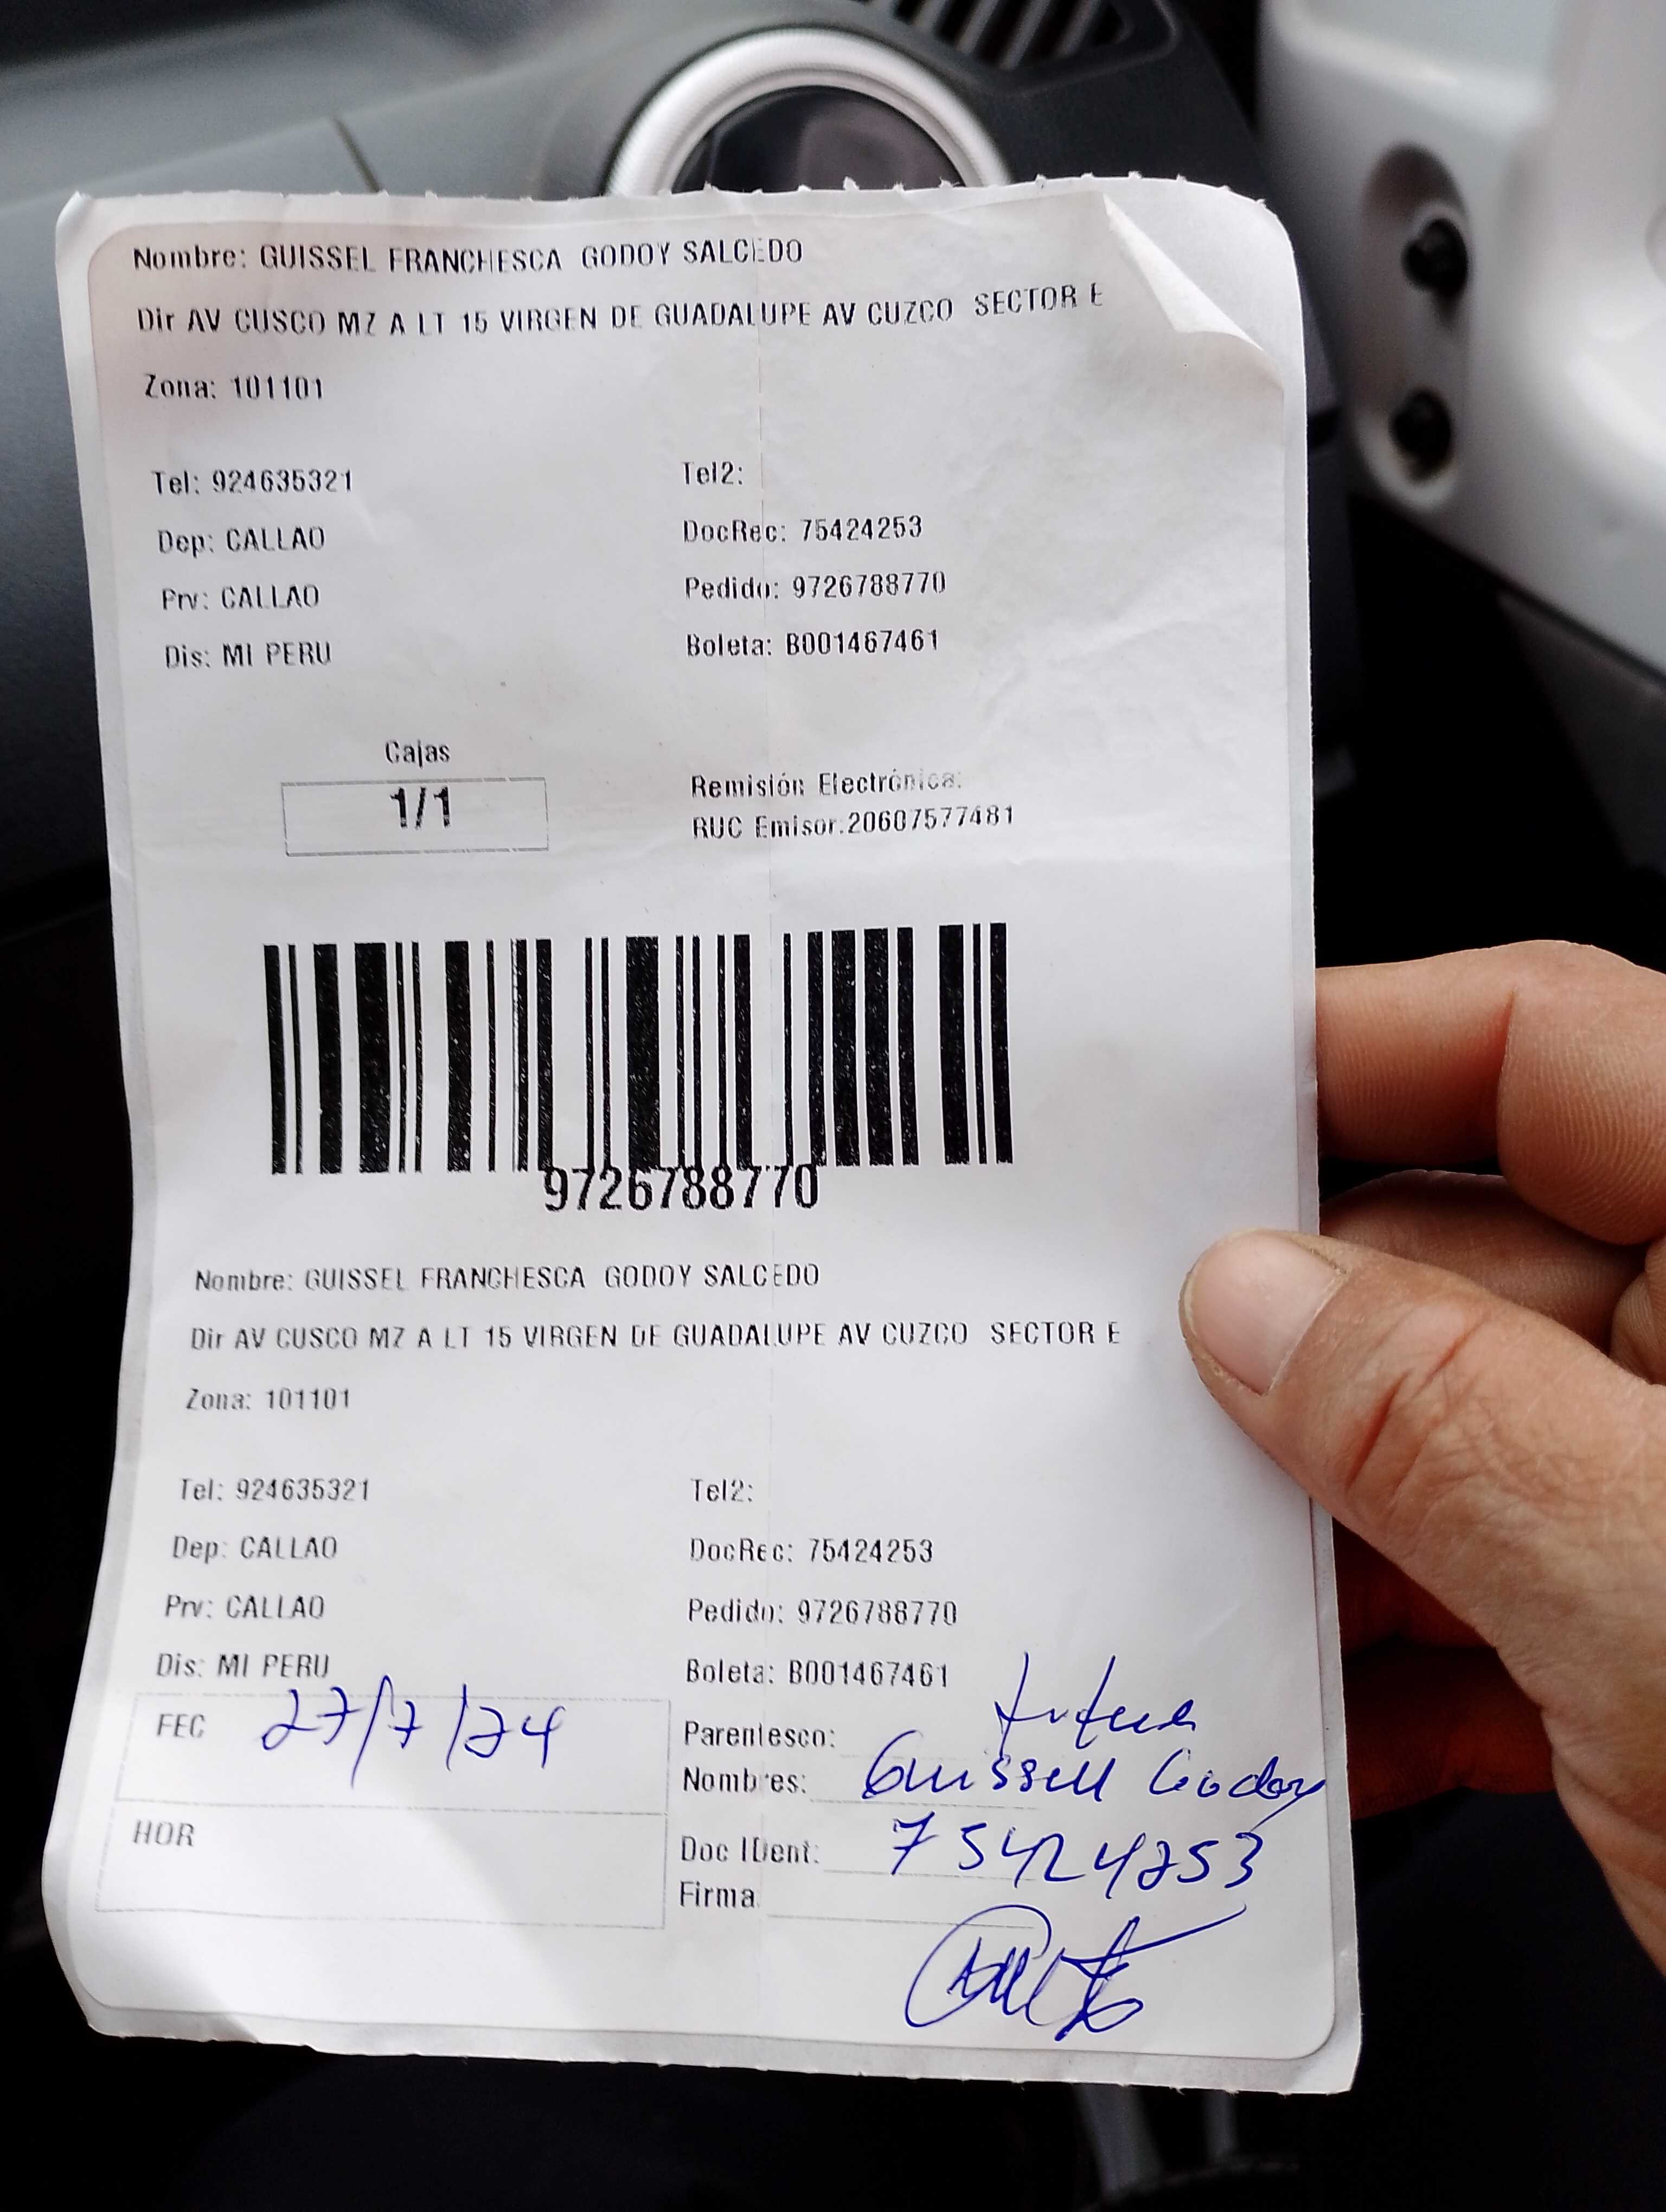 Nombre: GUISSEL FRANCHESCA GODOY SALCEDO
Dir AV CUSCO MZ A LT 15 VIRGEN DE GUADALUPE AV CUZCO SECTOR E
Zona: 101101
Tel: 924635321 Tel2:
Dep: CALLAO DocRec: 75424253
Prv: CALLAO Pedido: 9726788770
Dis: MI PERU Boleta: B001467461
Cajas
1/1
Remisión Electrónica:
RUC Emisor.20607577481
9726788770
Nombre: GUISSEL FRANCHESCA GODOY SALCEDO
Dir AV CUSCO MZ A LT 15 VIRGEN DE GUADALUPE AV CUZCO SECTOR E
Zona: 101101
Tel: 924635321 Tel2:
Dep: CALLAO DocRec: 75424253
Prv: CALLAO Pedido: 9726788770
Dis: MI PERU Boleta: B001467461
FEC 27/7/24
Parentesco:
Nombres: Guissell Godoy
HOR
Doc IDent: 75424253
Firma